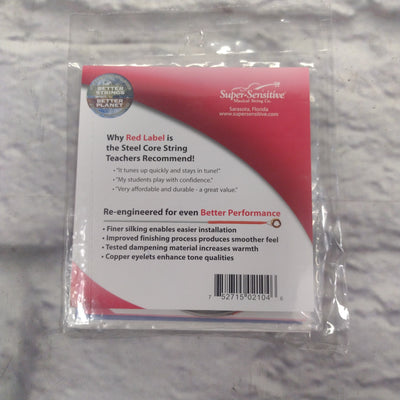 BETTER
STRINGS
BETTER
PLANET
Super-Sensitive
Musical String Co.
Sarasota, Florida
www.supersensitive.com
Why Red Label is
the Steel Core String
Teachers Recommend!
• "It tunes up quickly and stays in tune!"
• "My students play with confidence."
• "Very affordable and durable - a great value."
Re-engineered for even Better Performance
• Finer silking enables easier installation
• Improved finishing process produces smoother feel
• Tested dampening material increases warmth
• Copper eyelets enhance tone qualities
7 52715 02104 6